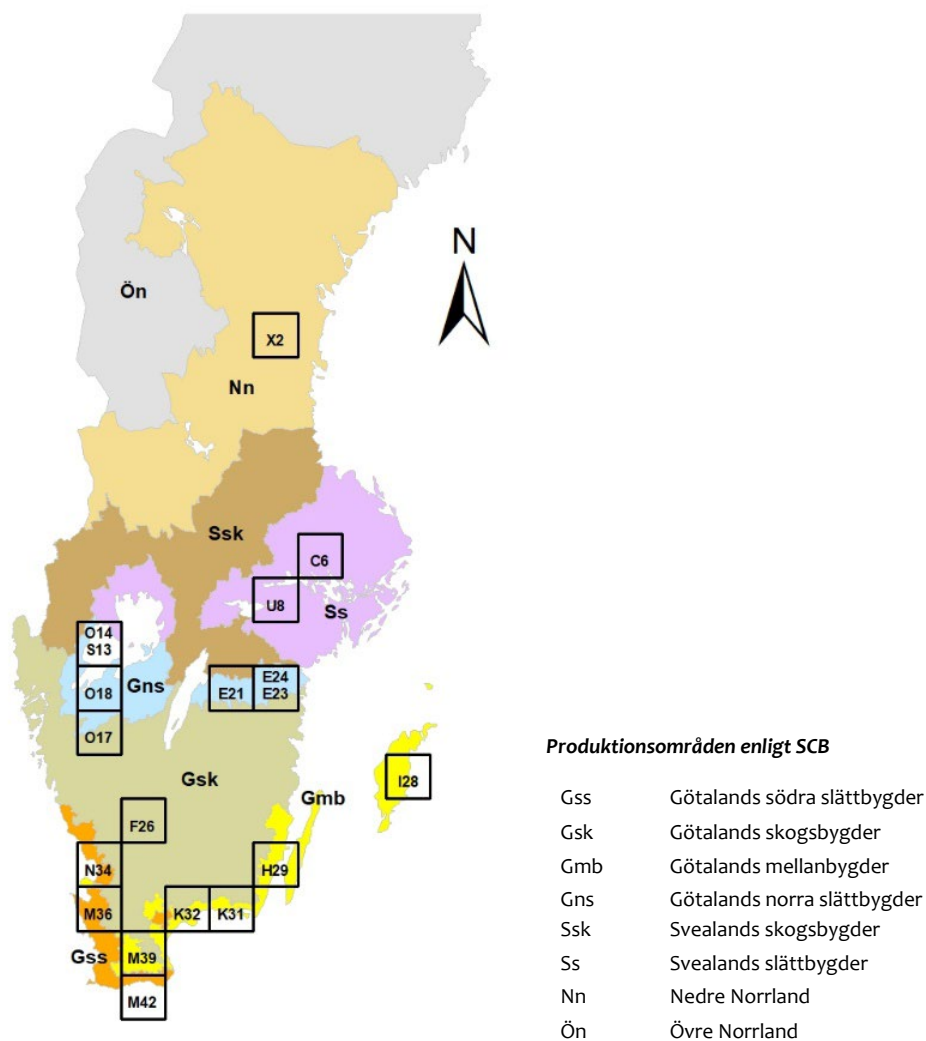 N
Ön
X2
Nn
Ssk
C6
U8
Ss
O14
S13
O18
Gns
E21
E24
E23
O17
Gsk
I28
Gmb
F26
N34
H29
M36
K32
K31
Gss
M39
M42
Produktionsområden enligt SCB
Gss Götalands södra slättbygder
Gsk Götalands skogsbygder
Gmb Götalands mellanbygder
Gns Götalands norra slättbygder
Ssk Svealands skogsbygder
Ss Svealands slättbygder
Nn Nedre Norrland
Ön Övre Norrland